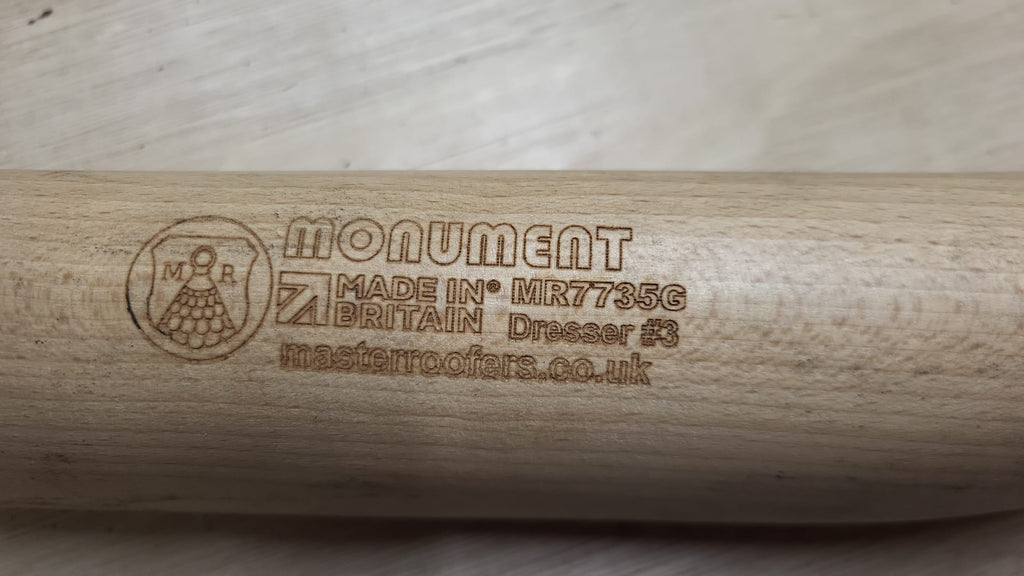 M R
MONUMENT
MADE IN® MR7735G
BRITAIN Dresser #3
masterroofers.co.uk